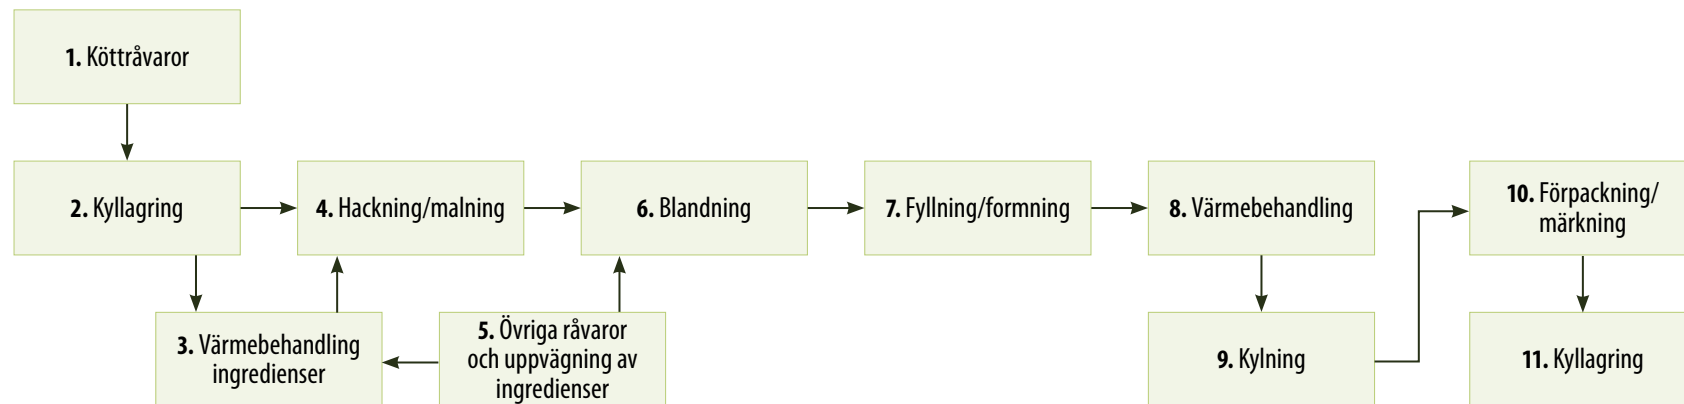 1. Köttråvaror
2. Kyllagring
4. Hackning/malning
6. Blandning
7. Fyllning/formning
8. Värmebehandling
10. Förpackning/
märkning
3. Värmebehandling
ingredienser
5. Övriga råvaror
och uppvägning av
ingredienser
9. Kylning
11. Kyllagring